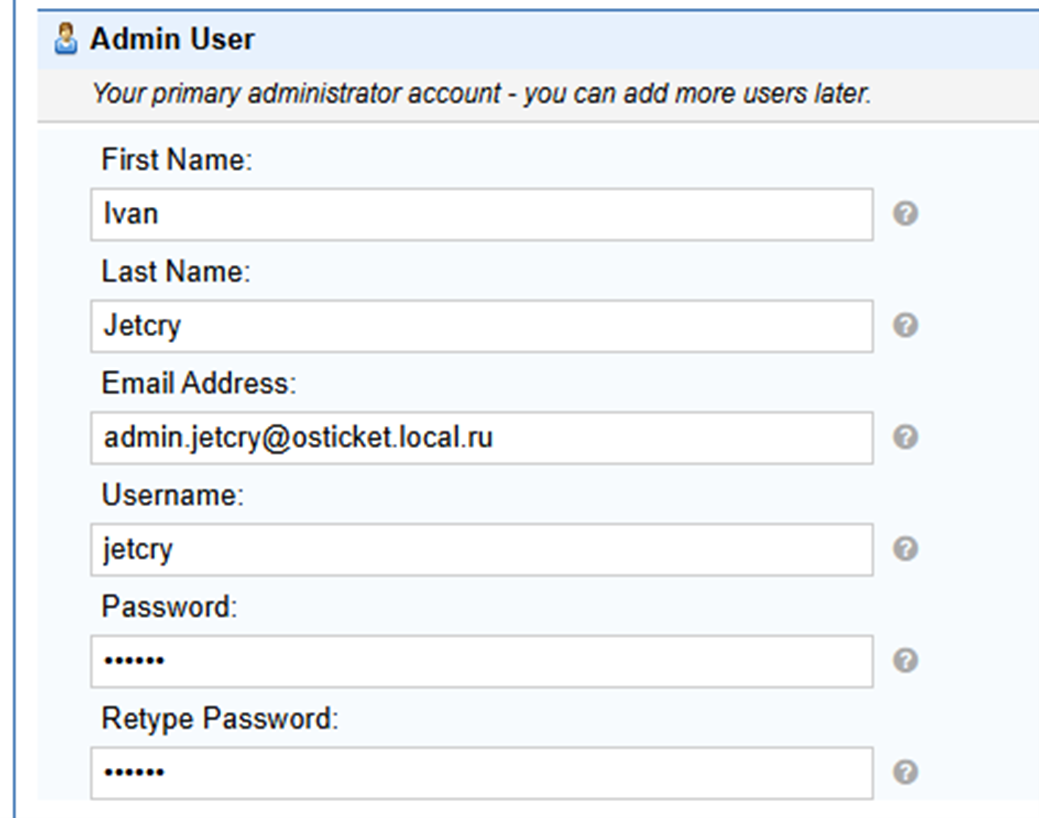 Admin User
Your primary administrator account - you can add more users later.
First Name:
Ivan
Last Name:
Jetcry
Email Address:
admin.jetcry@osticket.local.ru
Username:
jetcry
Password:
••••••
Retype Password:
••••••